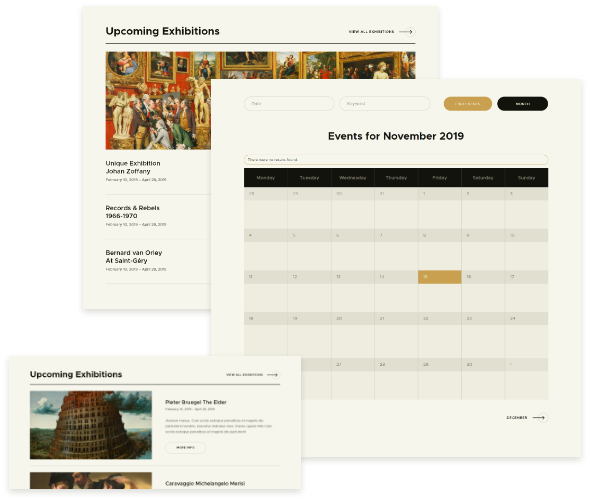 Upcoming Exhibitions
VIEW ALL EXHIBITIONS
Unique Exhibition
Johan Zoffany
February 10, 2019 – April 28, 2019
Records & Rebels
1966-1970
February 10, 2019 – April 28, 2019
Bernard van Orley
At Saint-Géry
February 10, 2019 – April 28, 2019
Date
Keyword
FIND EVENTS
MONTH
Events for November 2019
There were no results found.
Monday Tuesday Wednesday Thursday Friday Saturday Sunday
28 29 30 31 1 2 3
4 5 6 7 8 9 10
11 12 13 14 15 16 17
18 19 20 21 22 23 24
27 28 29 30 1
DECEMBER
Upcoming Exhibitions
VIEW ALL EXHIBITIONS
Pieter Bruegel The Elder
February 10, 2019 – April 28, 2019
MORE INFO
Caravaggio Michelangelo Merisi